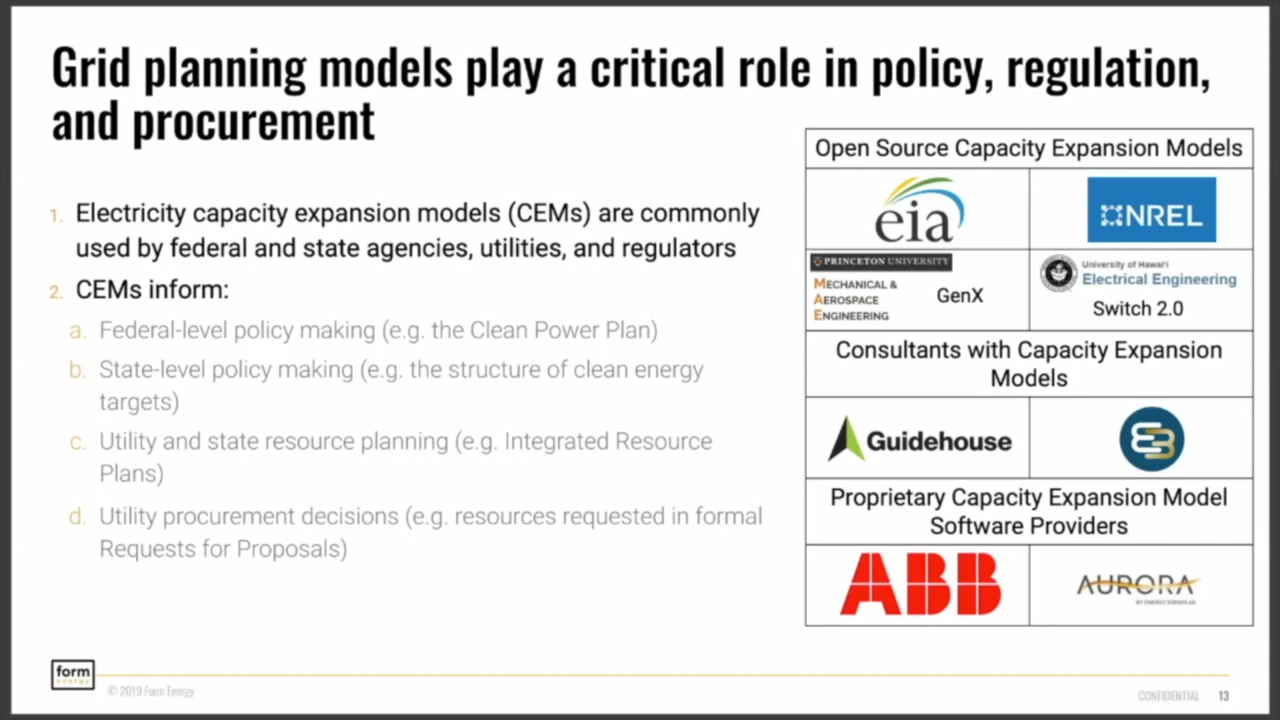 Grid planning models play a critical role in policy, regulation,
and procurement
1. Electricity capacity expansion models (CEMs) are commonly
used by federal and state agencies, utilities, and regulators
2. CEMs inform:
a. Federal-level policy making (e.g. the Clean Power Plan)
b. State-level policy making (e.g. the structure of clean energy
targets)
c. Utility and state resource planning (e.g. Integrated Resource
Plans)
d. Utility procurement decisions (e.g. resources requested in formal
Requests for Proposals)
Open Source Capacity Expansion Models
eia
NREL
PRINCETON UNIVERSITY
MECHANICAL &
AEROSPACE
ENGINEERING
GenX
University of Hawai'i
Electrical Engineering
Switch 2.0
Consultants with Capacity Expansion
Models
Guidehouse
E3
Proprietary Capacity Expansion Model
Software Providers
ABB
AURORA
BY ENERGY EXEMPLAR
form
energy
© 2019 Form Energy
CONFIDENTIAL 13